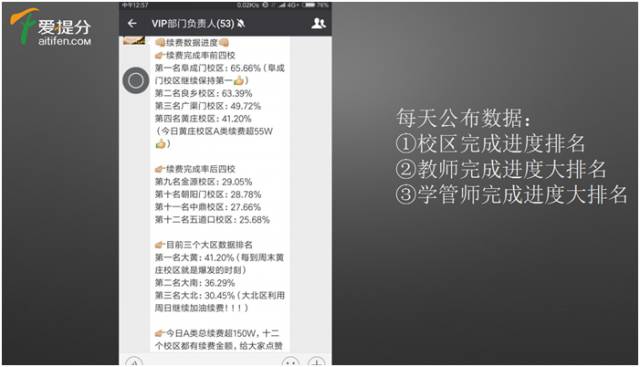 爱提分
aitifen.com
中午12:57
0.02K/s
4G+
76%
VIP部门负责人(53)
续费数据进度
续费完成率前四校
第一名阜成门校区：65.66%（阜成
门校区继续保持第一）
第二名良乡校区：63.39%
第三名广渠门校区：49.72%
第四名黄庄校区：41.20%
（今日黄庄校区A类续费超55W
）
续费完成率后四校
第九名金源校区：29.05%
第十名朝阳门校区：28.78%
第十一名中鼎校区：27.66%
第十二名五道口校区：25.68%
目前三个大区数据排名
第一名大黄：41.20%（每到周末黄
庄校区就是爆发的时刻）
第二名大南：36.29%
第三名大北：30.45%（大北区利用
周日继续加油续费！！！）
今日A类总续费超150W，十二
个校区都有续费金额，给大家点赞
每天公布数据：
①校区完成进度排名
②教师完成进度大排名
③学管师完成进度大排名